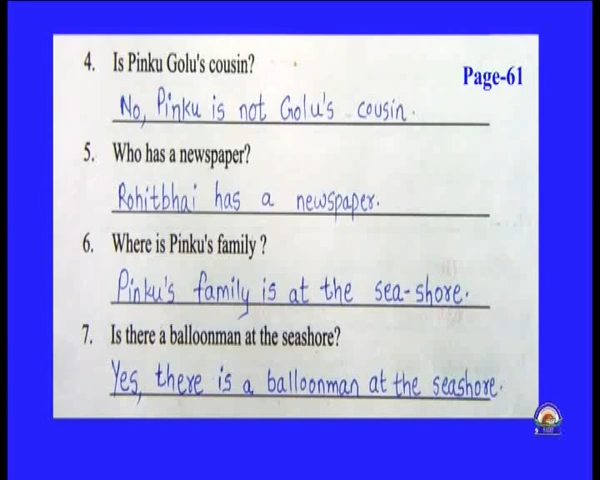 4. Is Pinku Golu's cousin?
Page-61
No, Pinku is not Golu's cousin.
5. Who has a newspaper?
Rohitbhai has a newspaper.
6. Where is Pinku's family ?
Pinku's family is at the sea-shore.
7. Is there a balloonman at the seashore?
Yes, there is a balloonman at the seashore.